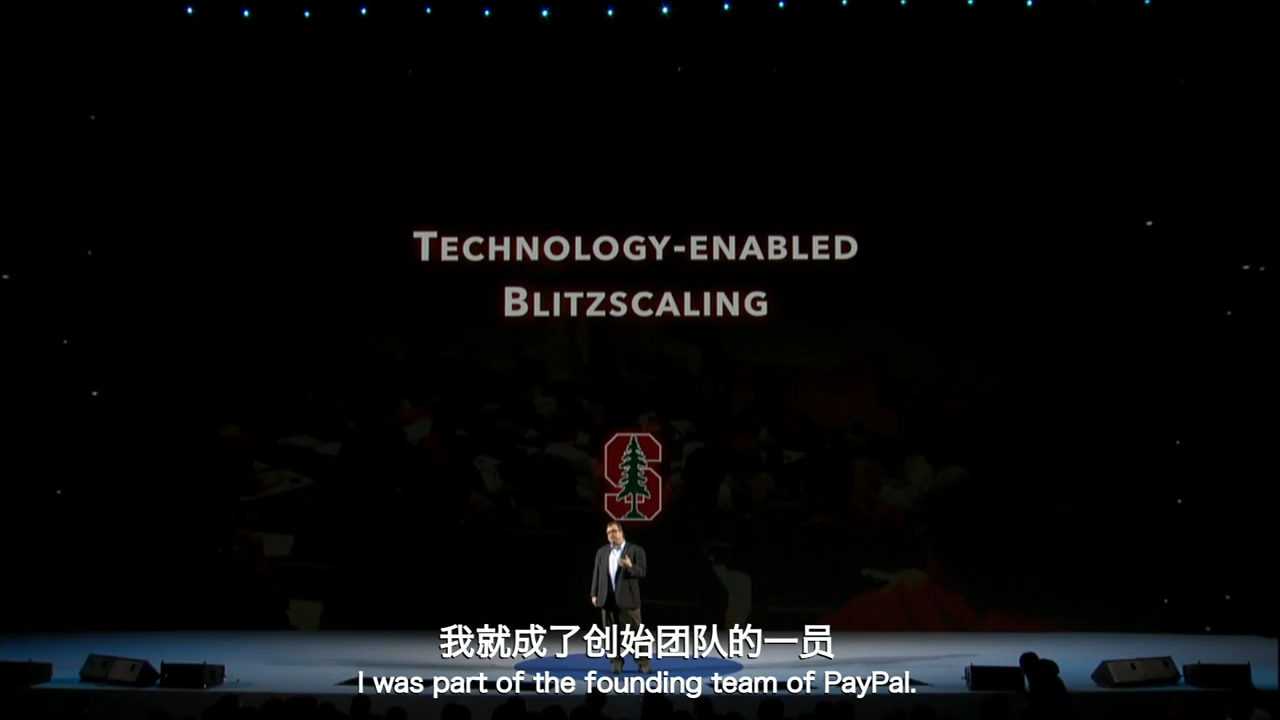 TECHNOLOGY-ENABLED
BLITZSCALING
S
我就成了创始团队的一员
I was part of the founding team of PayPal.